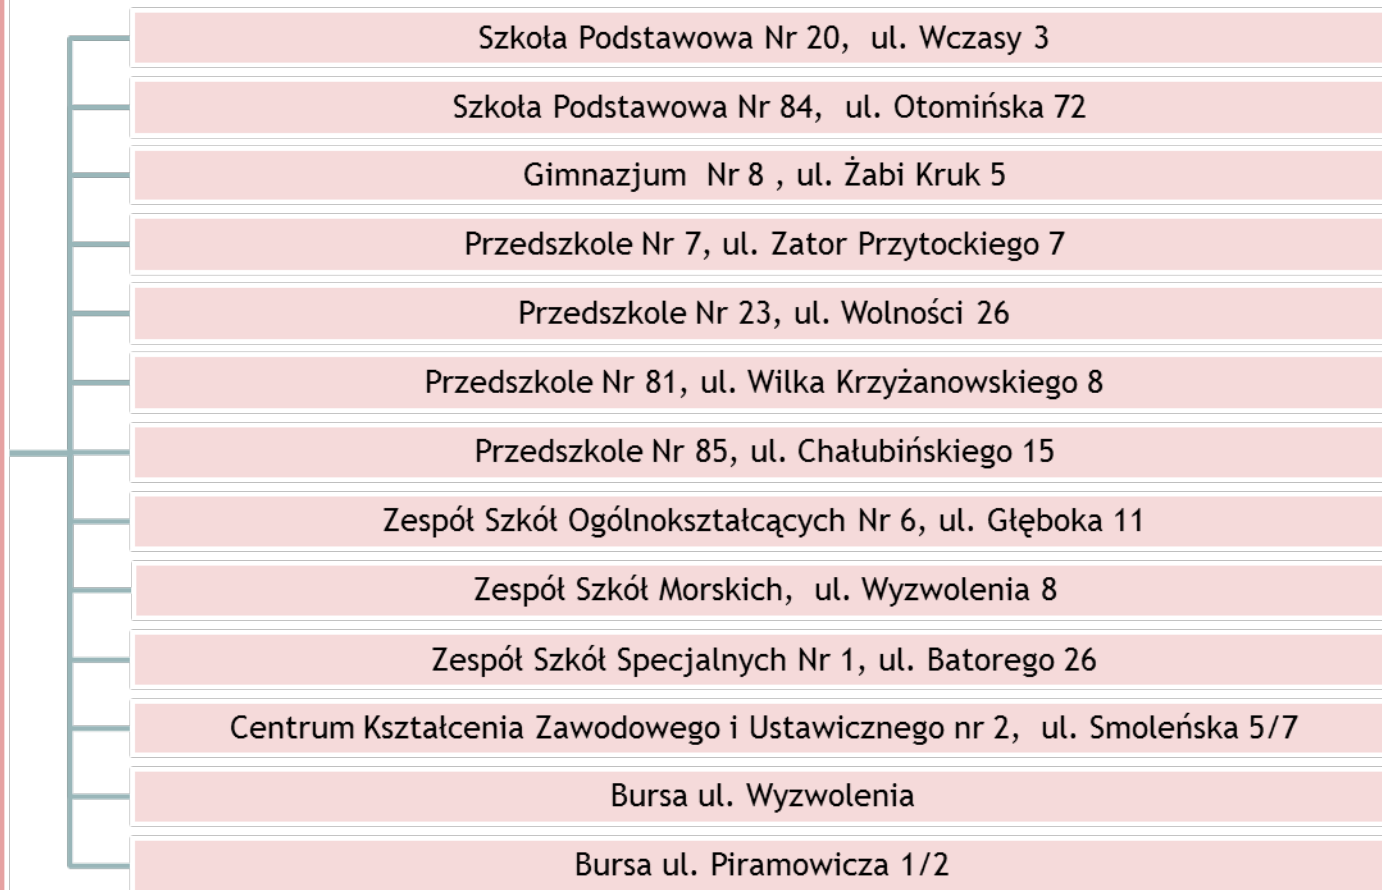 Szkoła Podstawowa Nr 20, ul. Wczasy 3
Szkoła Podstawowa Nr 84, ul. Otomińska 72
Gimnazjum Nr 8 , ul. Żabi Kruk 5
Przedszkole Nr 7, ul. Zator Przytockiego 7
Przedszkole Nr 23, ul. Wolności 26
Przedszkole Nr 81, ul. Wilka Krzyżanowskiego 8
Przedszkole Nr 85, ul. Chałubińskiego 15
Zespół Szkół Ogólnokształcących Nr 6, ul. Głęboka 11
Zespół Szkół Morskich, ul. Wyzwolenia 8
Zespół Szkół Specjalnych Nr 1, ul. Batorego 26
Centrum Kształcenia Zawodowego i Ustawicznego nr 2, ul. Smoleńska 5/7
Bursa ul. Wyzwolenia
Bursa ul. Piramowicza 1/2